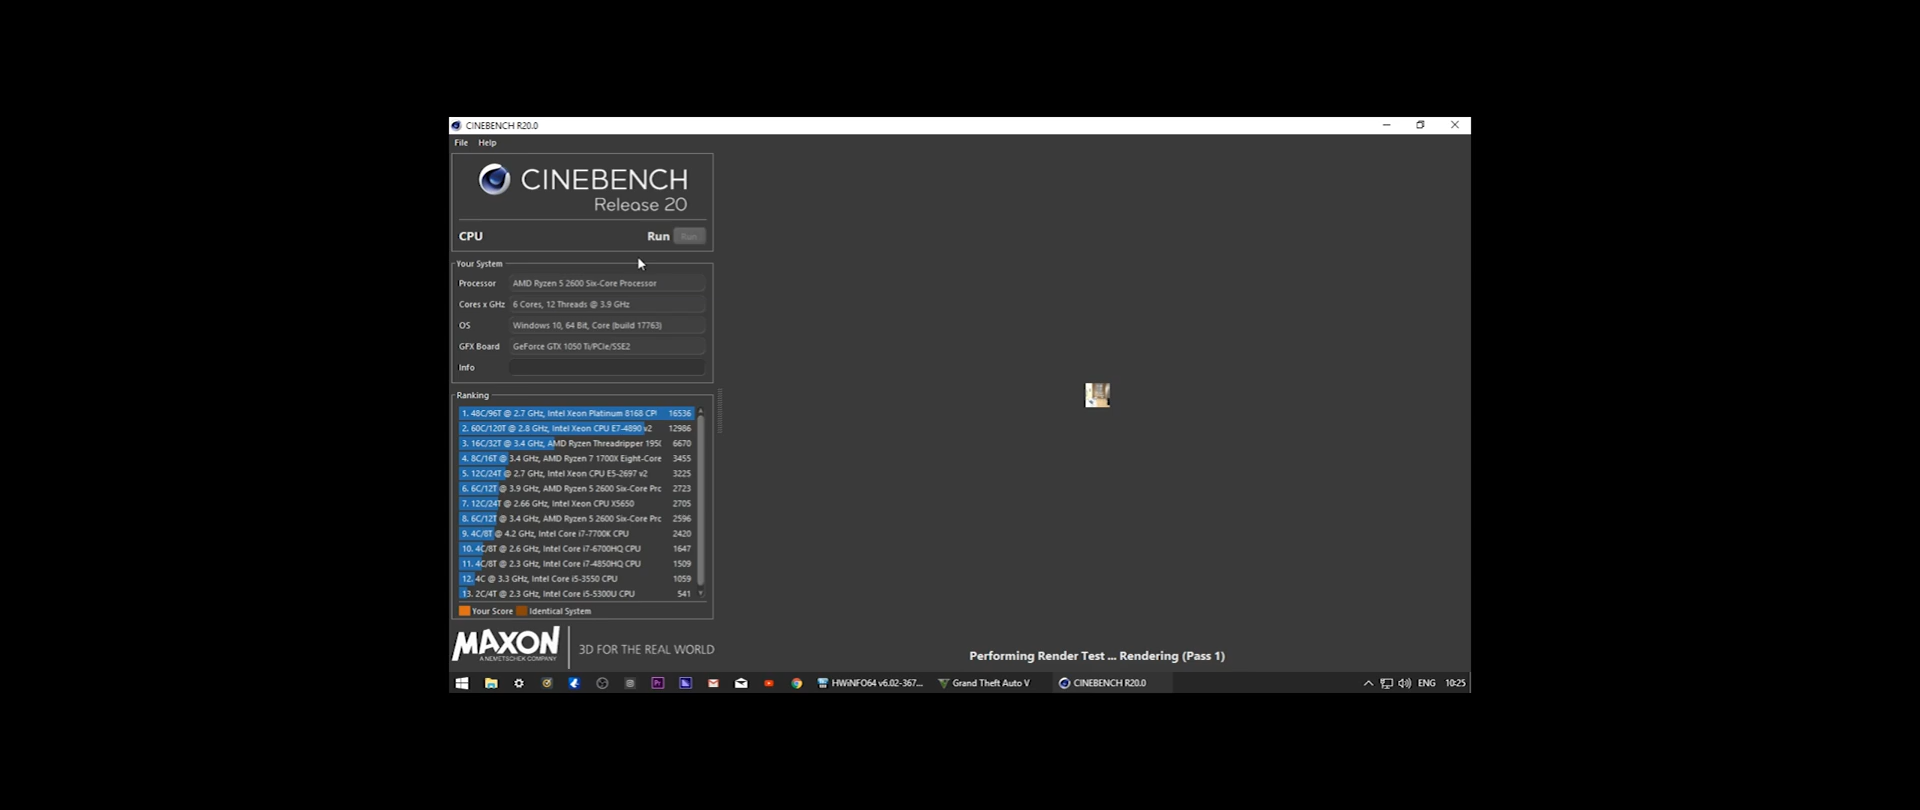 CINEBENCH R20.0
File Help
CINEBENCH
Release 20
CPU Run Run
Your System
Processor AMD Ryzen 5 2600 Six-Core Processor
Cores x GHz 6 Cores, 12 Threads @ 3.9 GHz
OS Windows 10, 64 Bit, Core (build 17763)
GFX Board GeForce GTX 1050 Ti/PCIe/SSE2
Info
Ranking
1. 48C/96T @ 2.7 GHz, Intel Xeon Platinum 8168 CP 16536
2. 60C/120T @ 2.8 GHz, Intel Xeon CPU E7-4890 v2 12986
3. 16C/32T @ 3.4 GHz, AMD Ryzen Threadripper 195 6670
4. 8C/16T @ 3.4 GHz, AMD Ryzen 7 1700X Eight-Core 3455
5. 12C/24T @ 2.7 GHz, Intel Xeon CPU E5-2697 v2 3225
6. 6C/12T @ 3.9 GHz, AMD Ryzen 5 2600 Six-Core Prc 2723
7. 12C/24T @ 2.66 GHz, Intel Xeon CPU X5650 2705
8. 6C/12T @ 3.4 GHz, AMD Ryzen 5 2600 Six-Core Prc 2596
9. 4C/8T @ 4.2 GHz, Intel Core i7-7700K CPU 2420
10. 4C/8T @ 2.6 GHz, Intel Core i7-6700HQ CPU 1647
11. 4C/8T @ 2.3 GHz, Intel Core i7-4850HQ CPU 1509
12. 4C @ 3.3 GHz, Intel Core i5-3550 CPU 1059
13. 2C/4T @ 2.3 GHz, Intel Core i5-5300U CPU 541
Your Score Identical System
MAXON 3D FOR THE REAL WORLD
A NEMETSCHEK COMPANY
Performing Render Test ... Rendering (Pass 1)
Pr HWiNFO64 v6.02-367... Grand Theft Auto V CINEBENCH R20.0 ENG 10:25